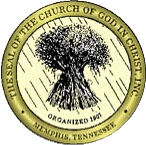 THE SEAL OF THE CHURCH OF GOD IN CHRIST, INC.
ORGANIZED 1907
MEMPHIS, TENNESSEE